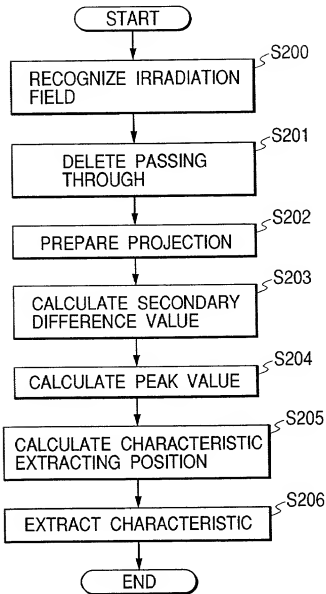 START
S200
RECOGNIZE IRRADIATION
FIELD
S201
DELETE PASSING
THROUGH
S202
PREPARE PROJECTION
S203
CALCULATE SECONDARY
DIFFERENCE VALUE
S204
CALCULATE PEAK VALUE
S205
CALCULATE CHARACTERISTIC
EXTRACTING POSITION
S206
EXTRACT CHARACTERISTIC
END